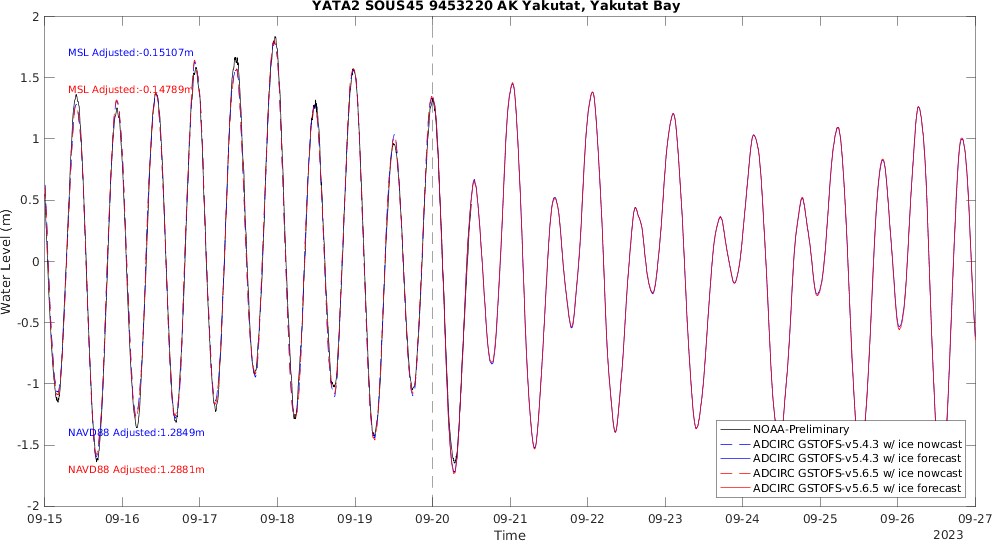 YATA2 SOUS45 9453220 AK Yakutat, Yakutat Bay
2
1.5
1
0.5
0
-0.5
-1
-1.5
-2
Water Level (m)
MSL Adjusted:-0.15107m
MSL Adjusted:-0.14789m
NAVD88 Adjusted:1.2849m
NAVD88 Adjusted:1.2881m
NOAA-Preliminary
ADCIRC GSTOFS-v5.4.3 w/ ice nowcast
ADCIRC GSTOFS-v5.4.3 w/ ice forecast
ADCIRC GSTOFS-v5.6.5 w/ ice nowcast
ADCIRC GSTOFS-v5.6.5 w/ ice forecast
09-15 09-16 09-17 09-18 09-19 09-20 09-21 09-22 09-23 09-24 09-25 09-26 09-27
Time
2023